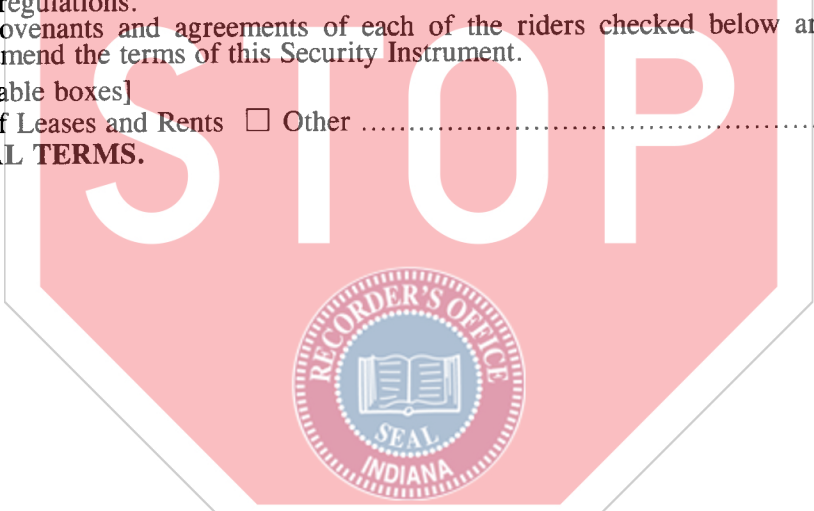 regulations.
ovenants and agreements of each of the riders checked below
mend the terms of this Security Instrument.
able boxes]
f Leases and Rents ☐ Other ..................................................
L TERMS.
STOP
RECORDER'S OFFICE
SEAL
INDIANA